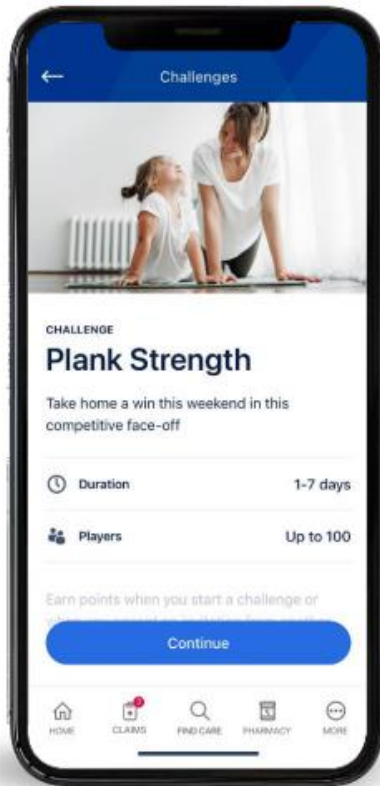 Challenges
CHALLENGE
Plank Strength
Take home a win this weekend in this
competitive face-off
Duration
1-7 days
Players
Up to 100
Earn points when you start a challenge or
Continue
3
HOME
CLAIMS
FIND CARE
PHARMACY
MORE